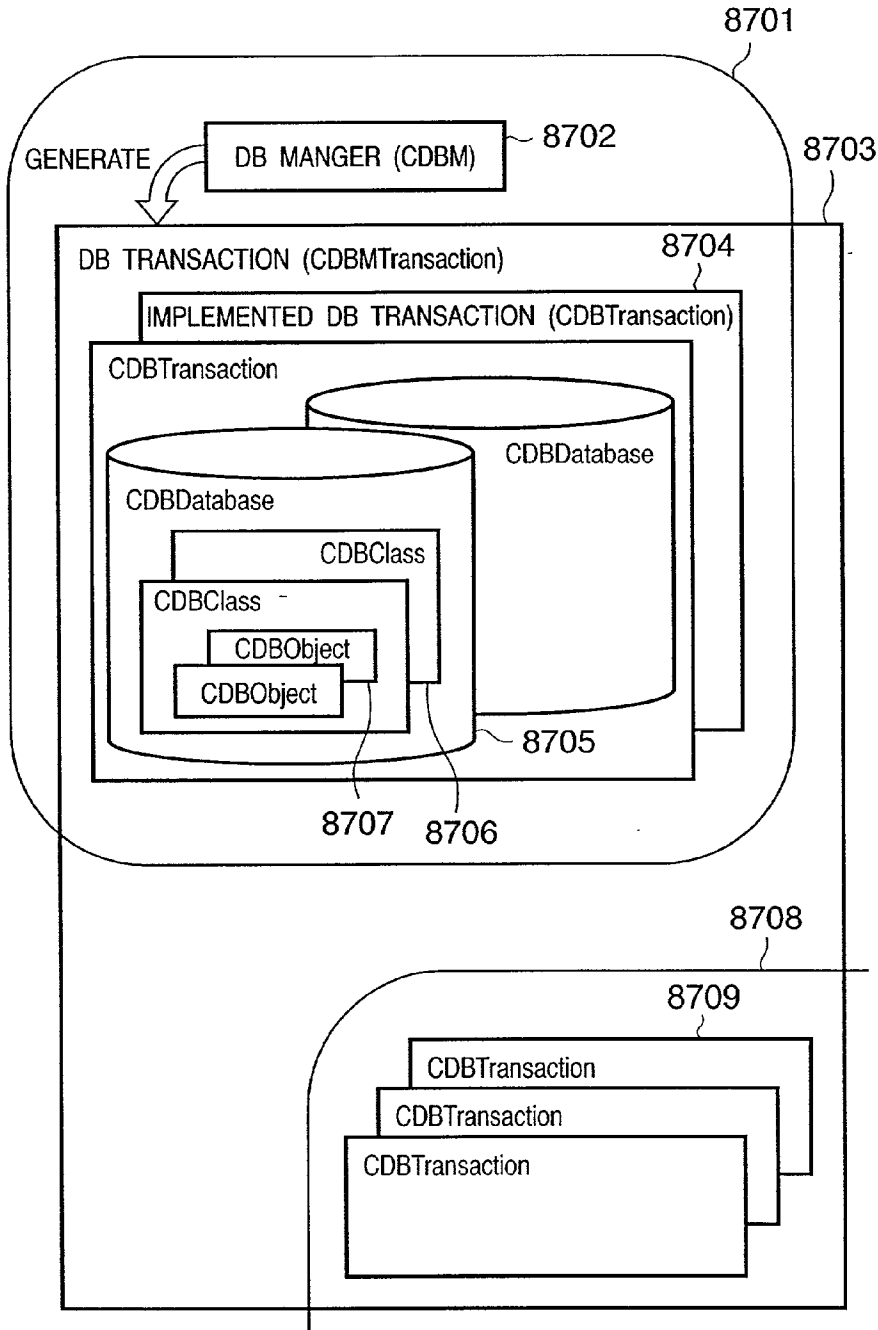 8701
8702
GENERATE
DB MANGER (CDBM)
8703
DB TRANSACTION (CDBMTransaction)
8704
IMPLEMENTED DB TRANSACTION (CDBTransaction)
CDBTransaction
CDBDatabase
CDBDatabase
CDBClass
CDBClass
CDBObject
CDBObject
8705
8707
8706
8708
8709
CDBTransaction
CDBTransaction
CDBTransaction